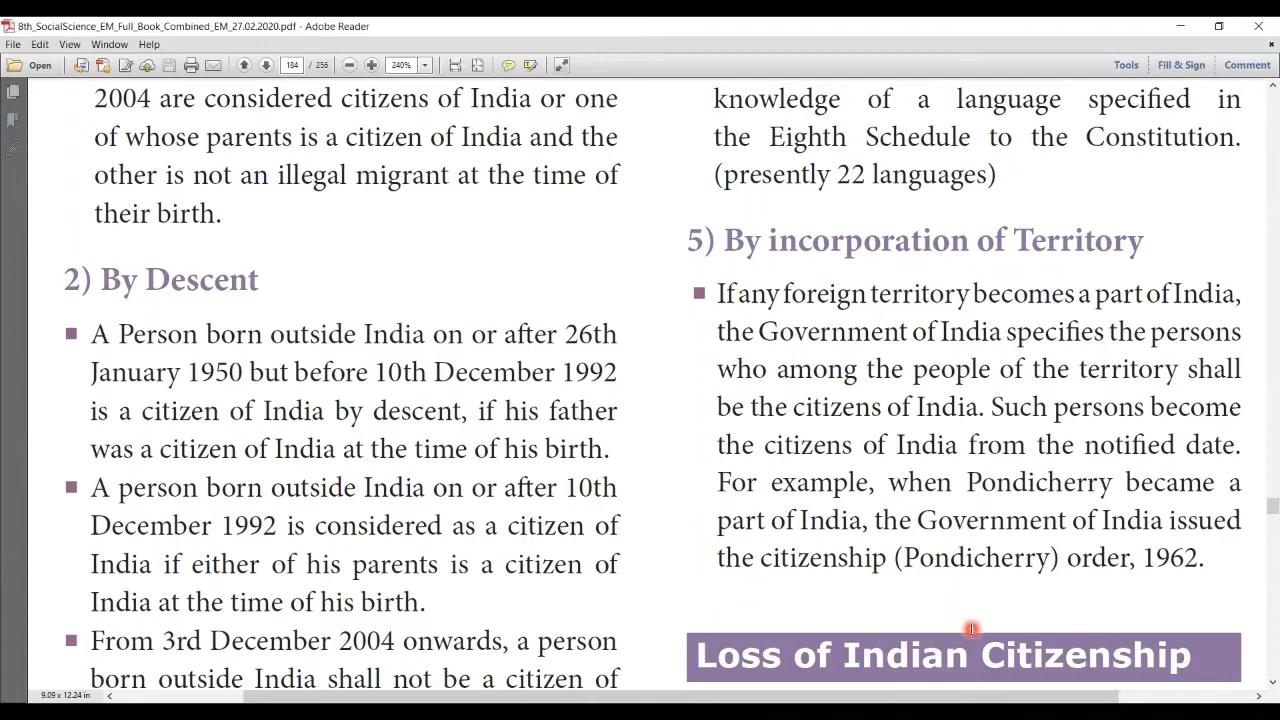 8th_SocialScience_EM_Full_Book_Combined_EM_27.02.2020.pdf - Adobe Reader
File Edit View Window Help
Open 184 / 256 240% Tools Fill & Sign Comment
2004 are considered citizens of India or one
of whose parents is a citizen of India and the
other is not an illegal migrant at the time of
their birth.
2) By Descent
A Person born outside India on or after 26th
January 1950 but before 10th December 1992
is a citizen of India by descent, if his father
was a citizen of India at the time of his birth.
A person born outside India on or after 10th
December 1992 is considered as a citizen of
India if either of his parents is a citizen of
India at the time of his birth.
From 3rd December 2004 onwards, a person
born outside India shall not be a citizen of
knowledge of a language specified in
the Eighth Schedule to the Constitution.
(presently 22 languages)
5) By incorporation of Territory
If any foreign territory becomes a part of India,
the Government of India specifies the persons
who among the people of the territory shall
be the citizens of India. Such persons become
the citizens of India from the notified date.
For example, when Pondicherry became a
part of India, the Government of India issued
the citizenship (Pondicherry) order, 1962.
Loss of Indian Citizenship
9.09 x 12.24 in